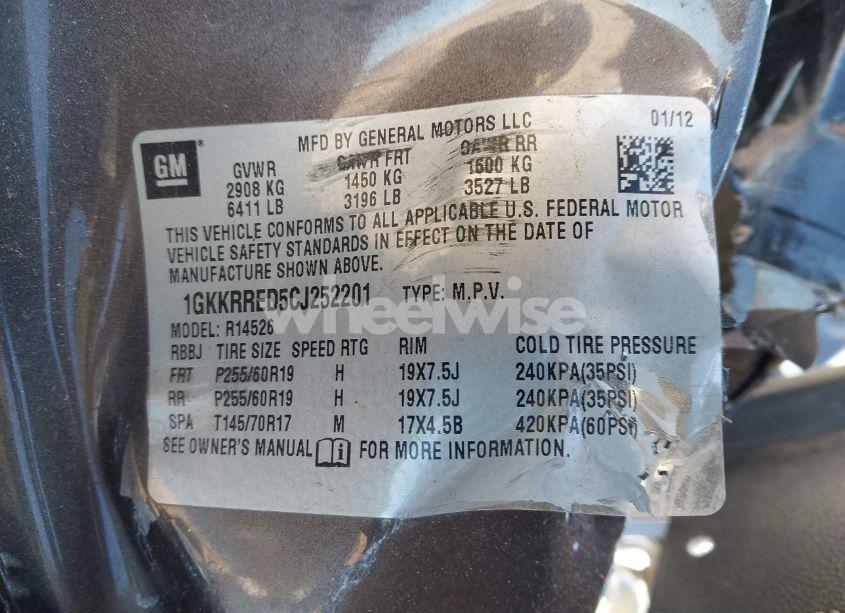 GM
MFD BY GENERAL MOTORS LLC 01/12
GVWR GAWR FRT GAWR RR
2908 KG 1450 KG 1600 KG
6411 LB 3196 LB 3527 LB
THIS VEHICLE CONFORMS TO ALL APPLICABLE U.S. FEDERAL MOTOR
VEHICLE SAFETY STANDARDS IN EFFECT ON THE DATE OF
MANUFACTURE SHOWN ABOVE.
1GKKRRED5CJ252201 TYPE: M.P.V.
wheelwise
MODEL: R14526
RBBJ TIRE SIZE SPEED RTG RIM COLD TIRE PRESSURE
FRT P255/60R19 H 19X7.5J 240KPA(35PSI)
RR P255/60R19 H 19X7.5J 240KPA(35PSI)
SPA T145/70R17 M 17X4.5B 420KPA(60PSI)
SEE OWNER'S MANUAL FOR MORE INFORMATION.